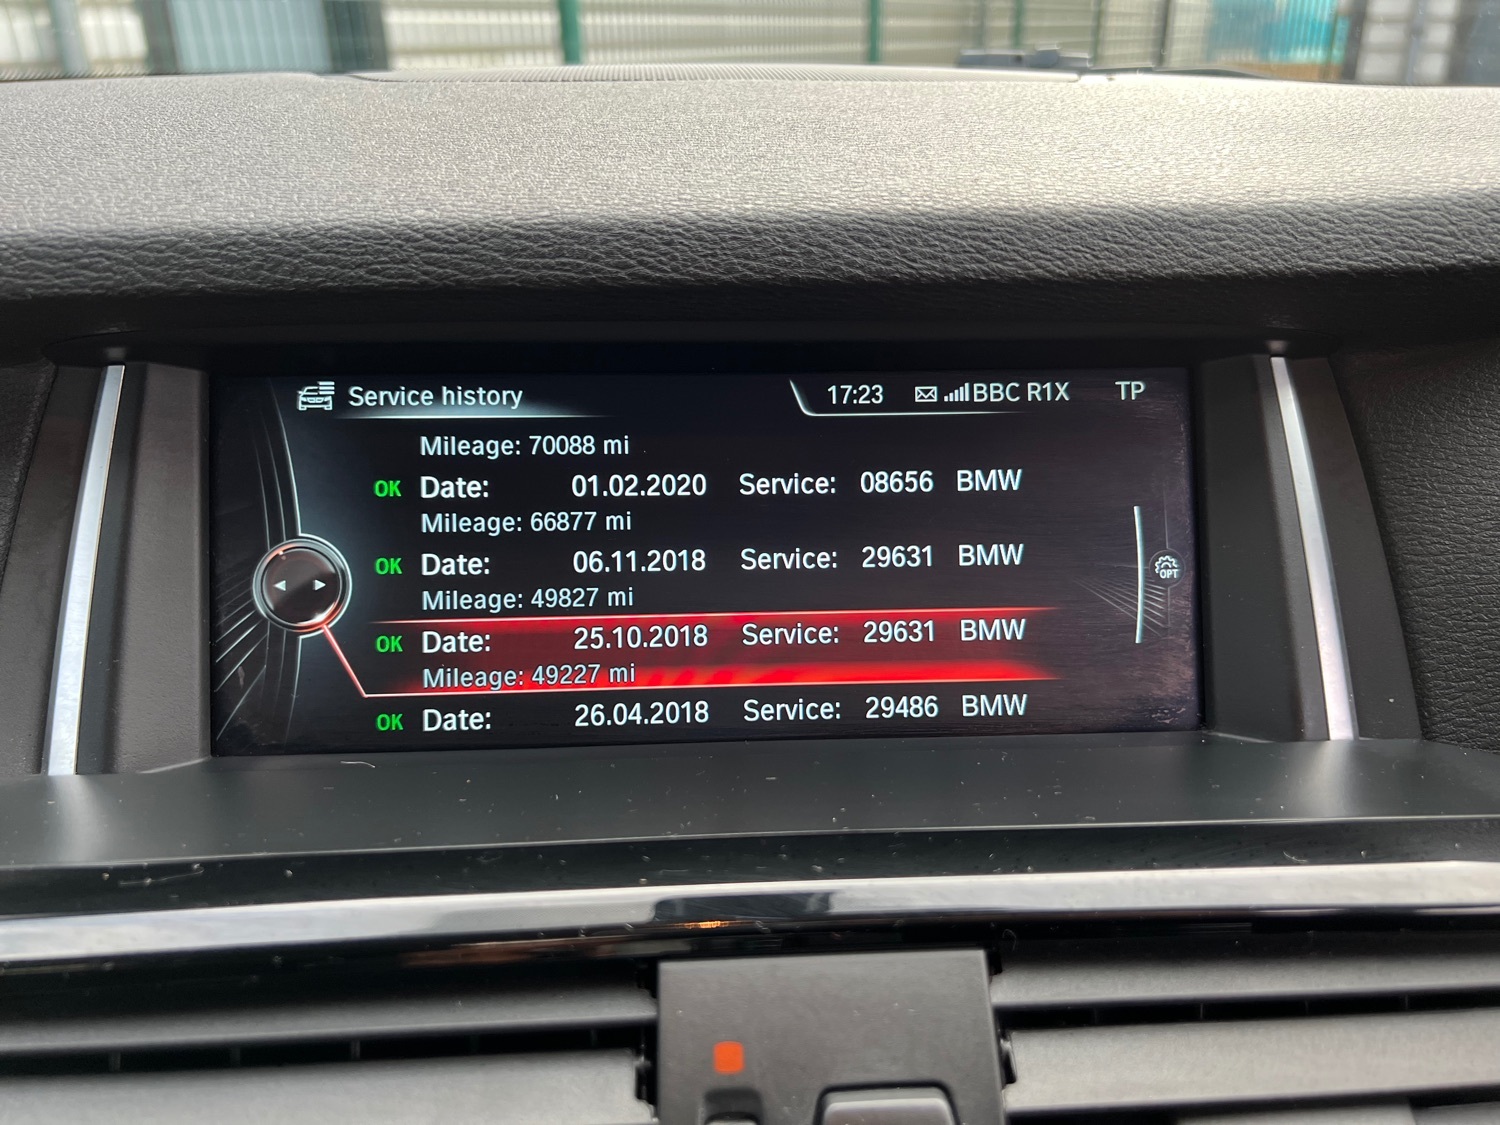 Service history 17:23 BBC R1X TP
Mileage: 70088 mi
OK Date: 01.02.2020 Service: 08656 BMW
Mileage: 66877 mi
OK Date: 06.11.2018 Service: 29631 BMW
Mileage: 49827 mi
OK Date: 25.10.2018 Service: 29631 BMW
Mileage: 49227 mi
OK Date: 26.04.2018 Service: 29486 BMW
OPT